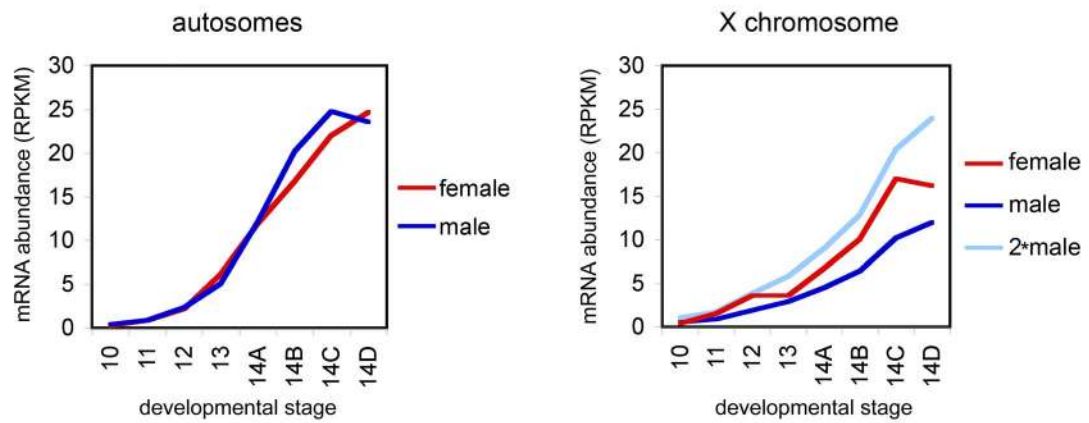 autosomes
mRNA abundance (RPKM)
30
25
20
15
10
5
0
10
11
12
13
14A
14B
14C
14D
developmental stage
female
male
X chromosome
mRNA abundance (RPKM)
30
25
20
15
10
5
0
10
11
12
13
14A
14B
14C
14D
developmental stage
female
male
2*male